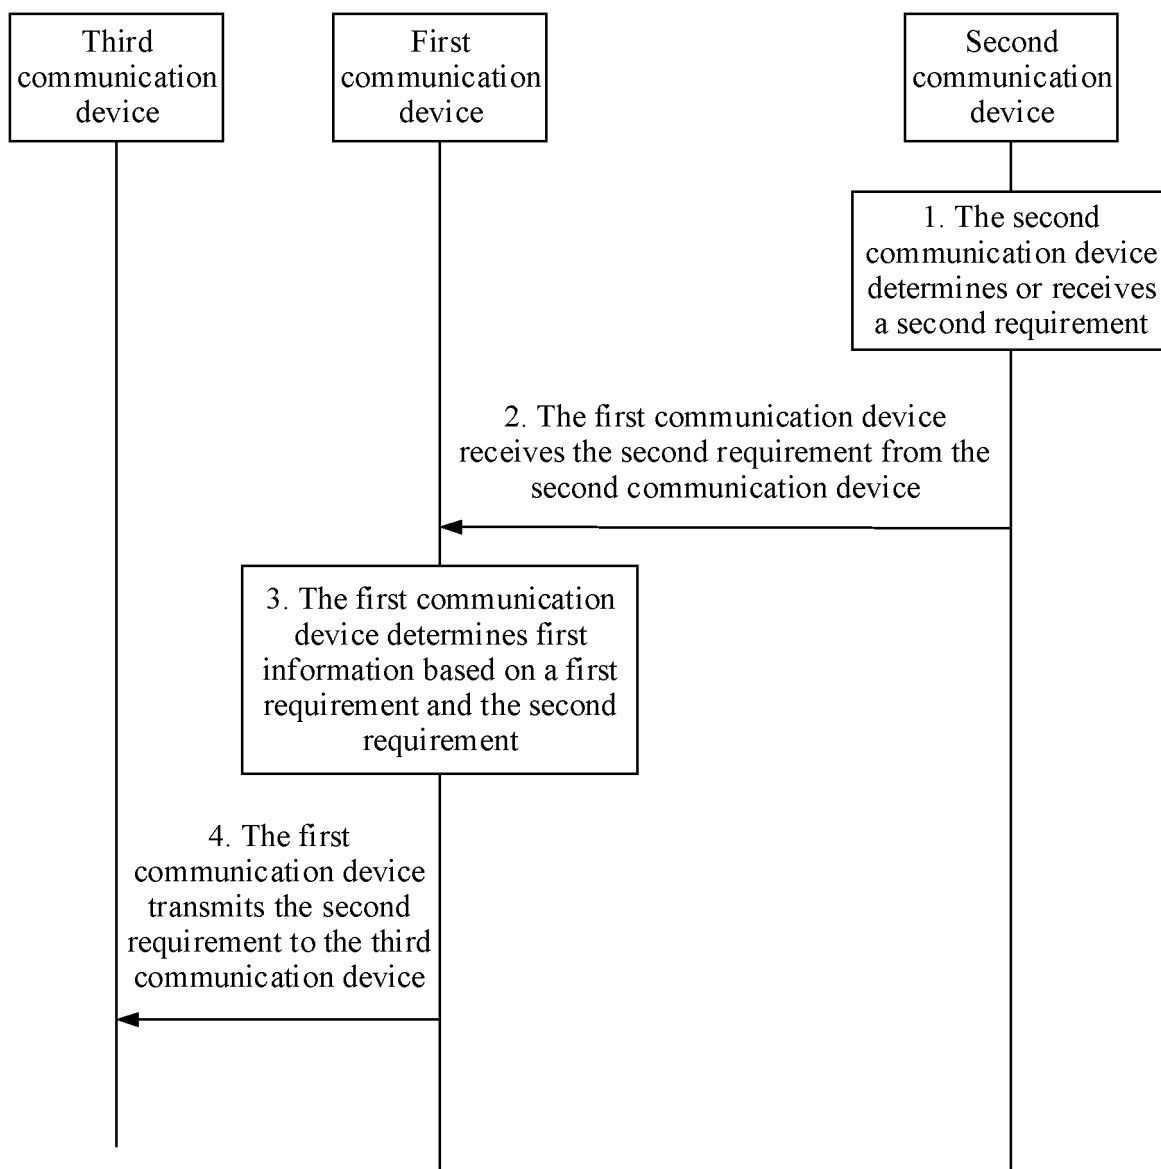 Third
communication
device
First
communication
device
Second
communication
device
1. The second
communication device
determines or receives
a second requirement
2. The first communication device
receives the second requirement from the
second communication device
3. The first communication
device determines first
information based on a first
requirement and the second
requirement
4. The first
communication device
transmits the second
requirement to the third
communication device